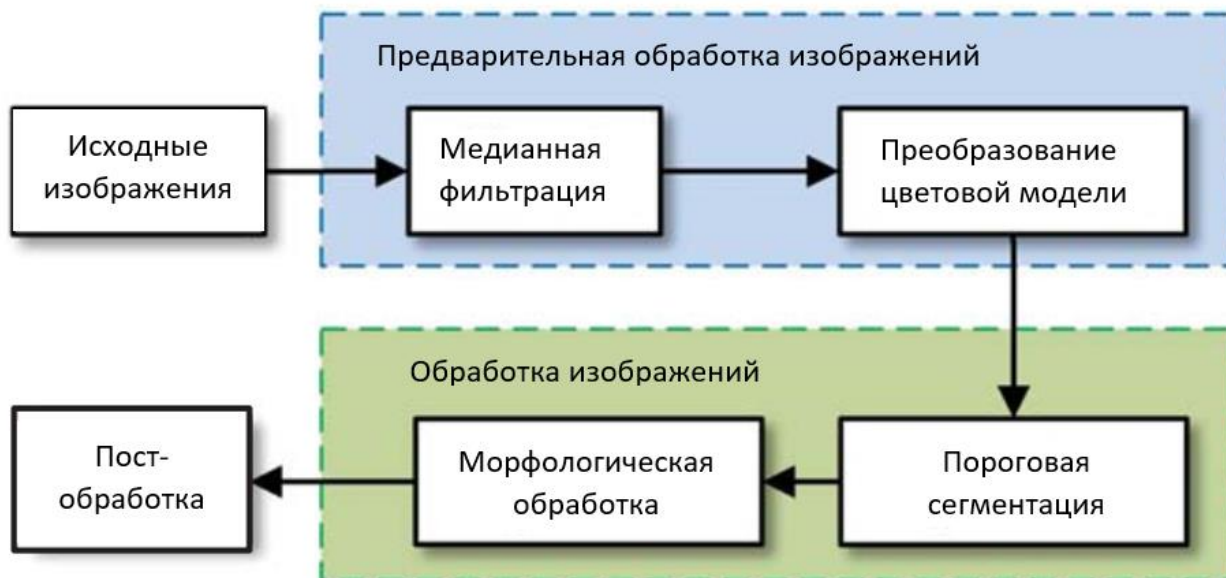 Предварительная обработка изображений
Исходные
изображения
Медианная
фильтрация
Преобразование
цветовой модели
Обработка изображений
Пост-
обработка
Морфологическая
обработка
Пороговая
сегментация